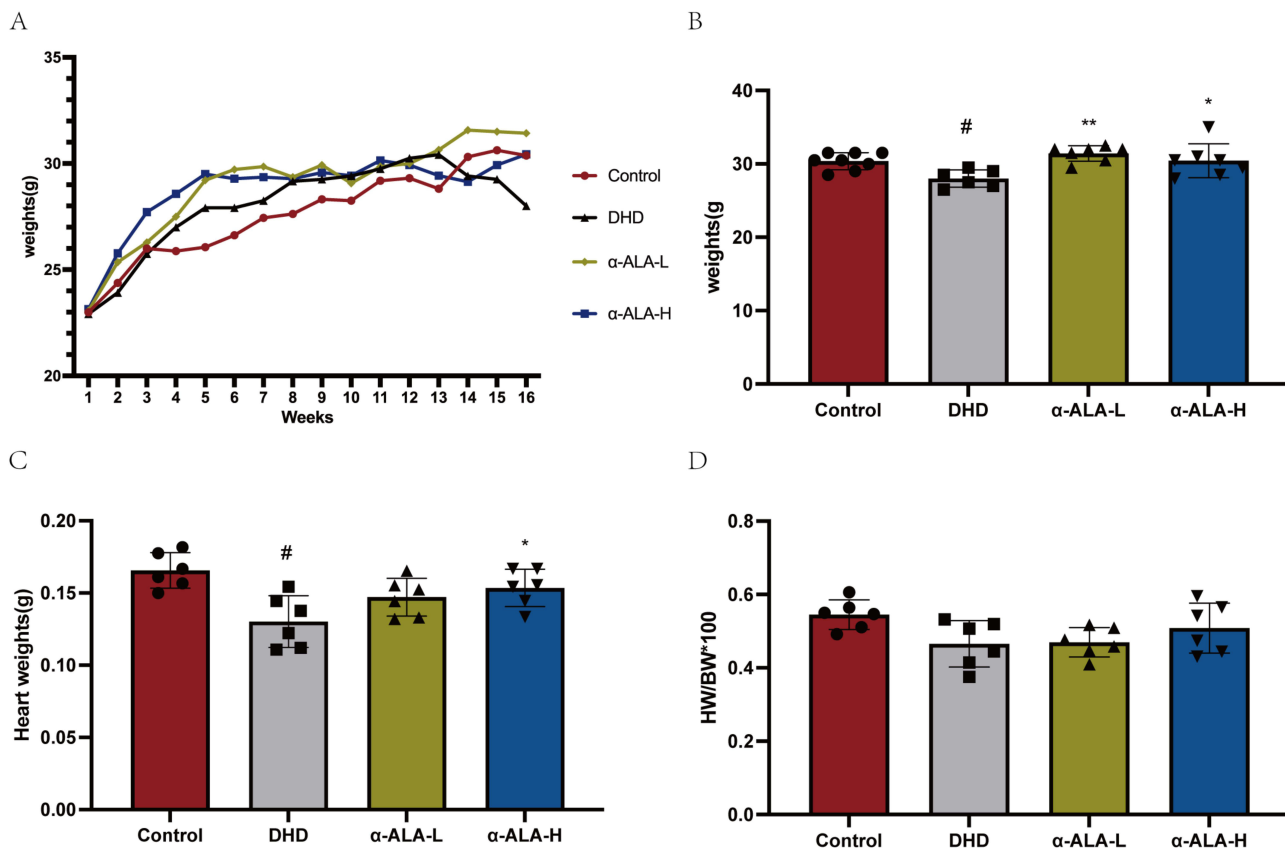 A
weights(g)
35
30
25
20
1 2 3 4 5 6 7 8 9 10 11 12 13 14 15 16
Weeks
Control
DHD
α-ALA-L
α-ALA-H
B
weights(g
40
30
20
10
0
# ** *
Control DHD α-ALA-L α-ALA-H
C
Heart weights(g)
0.20
0.15
0.10
0.05
0.00
# *
Control DHD α-ALA-L α-ALA-H
D
HW/BW*100
0.8
0.6
0.4
0.2
0.0
Control DHD α-ALA-L α-ALA-H